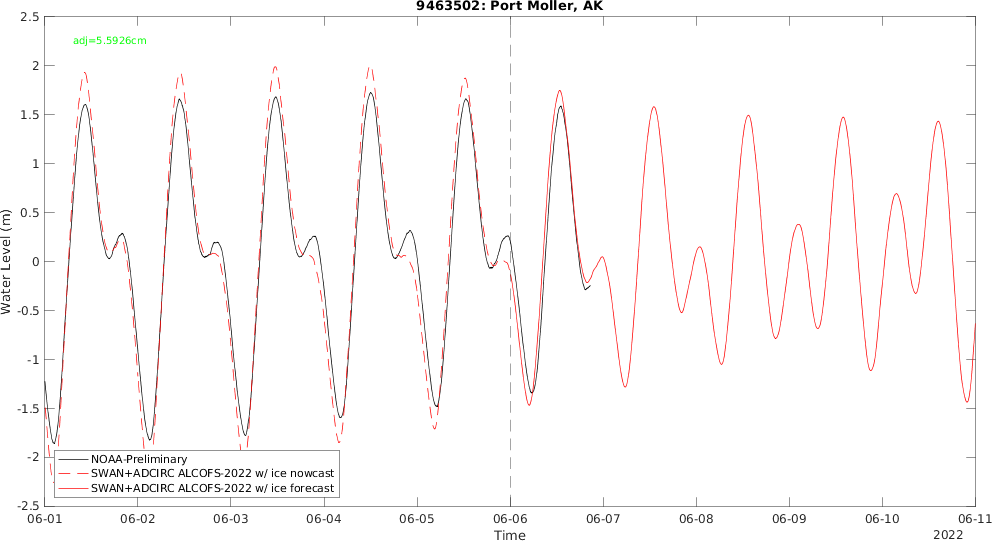 9463502: Port Moller, AK
adj=5.5926cm
2.5
2
1.5
1
0.5
0
-0.5
-1
-1.5
-2
-2.5
Water Level (m)
NOAA-Preliminary
SWAN+ADCIRC ALCOFS-2022 w/ ice nowcast
SWAN+ADCIRC ALCOFS-2022 w/ ice forecast
06-01 06-02 06-03 06-04 06-05 06-06 06-07 06-08 06-09 06-10 06-11
Time
2022